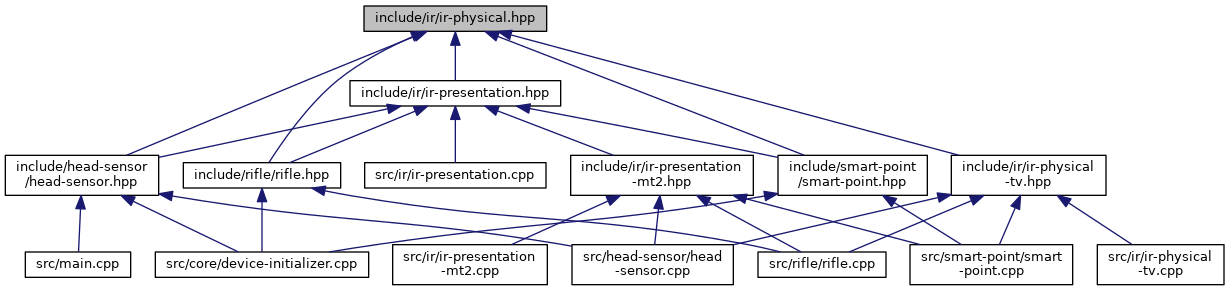 include/ir/ir-physical.hpp
include/ir/ir-presentation.hpp
include/head-sensor
/head-sensor.hpp
include/rifle/rifle.hpp
src/ir/ir-presentation.cpp
include/ir/ir-presentation
-mt2.hpp
include/smart-point
/smart-point.hpp
include/ir/ir-physical
-tv.hpp
src/main.cpp
src/core/device-initializer.cpp
src/ir/ir-presentation
-mt2.cpp
src/head-sensor/head
-sensor.cpp
src/rifle/rifle.cpp
src/smart-point/smart
-point.cpp
src/ir/ir-physical
-tv.cpp